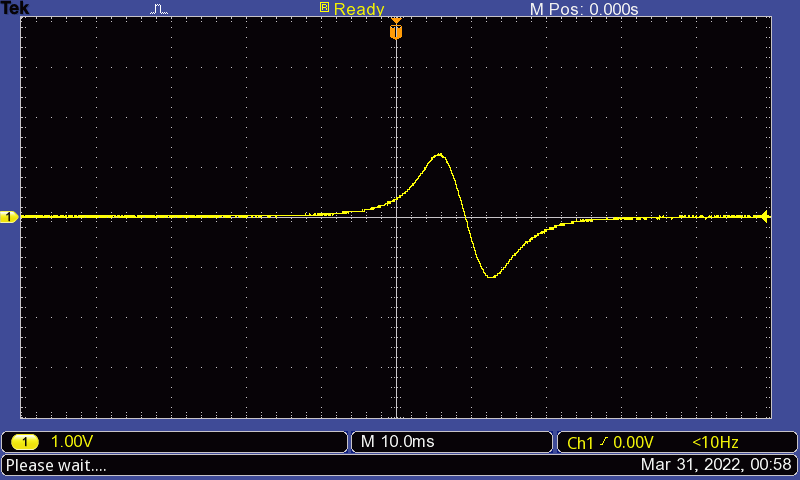 Tek R Ready M Pos: 0.000s
T
1
1 1.00V M 10.0ms Ch1 0.00V <10Hz
Please wait.... Mar 31, 2022, 00:58